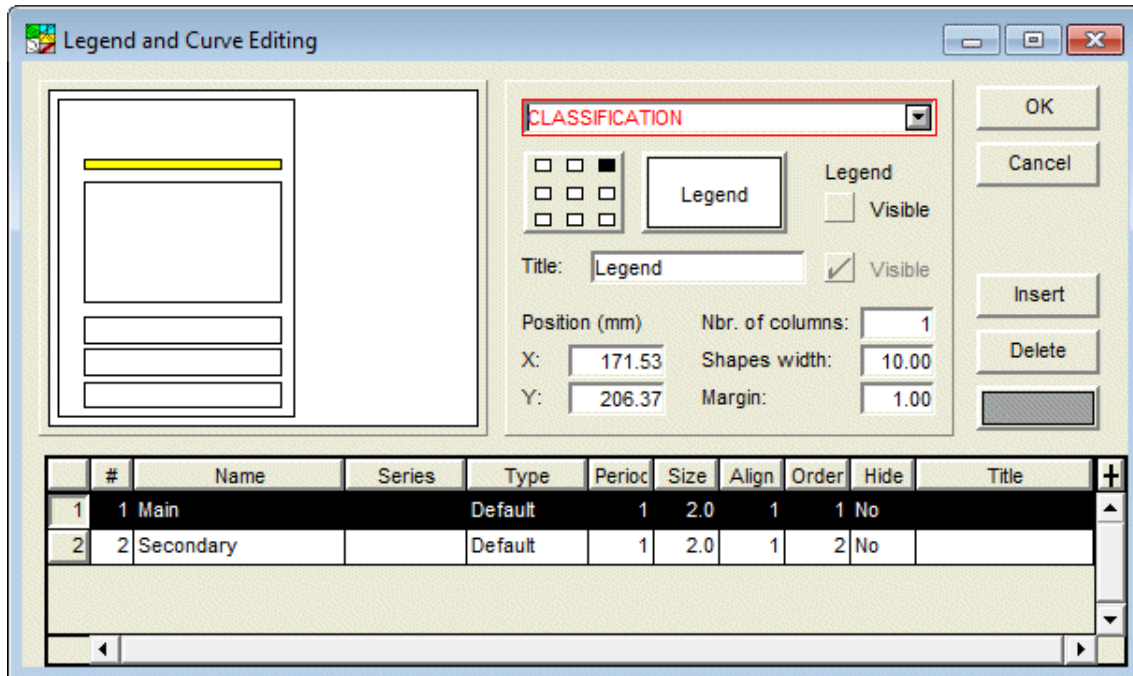 Legend and Curve Editing
CLASSIFICATION
OK
Cancel
Legend
Legend
Visible
Title: Legend
Visible
Insert
Position (mm) Nbr. of columns: 1
Delete
X: 171.53 Shapes width: 10.00
Y: 206.37 Margin: 1.00
# Name Series Type Period Size Align Order Hide Title +
1 1 Main Default 1 2.0 1 1 No
2 2 Secondary Default 1 2.0 1 2 No